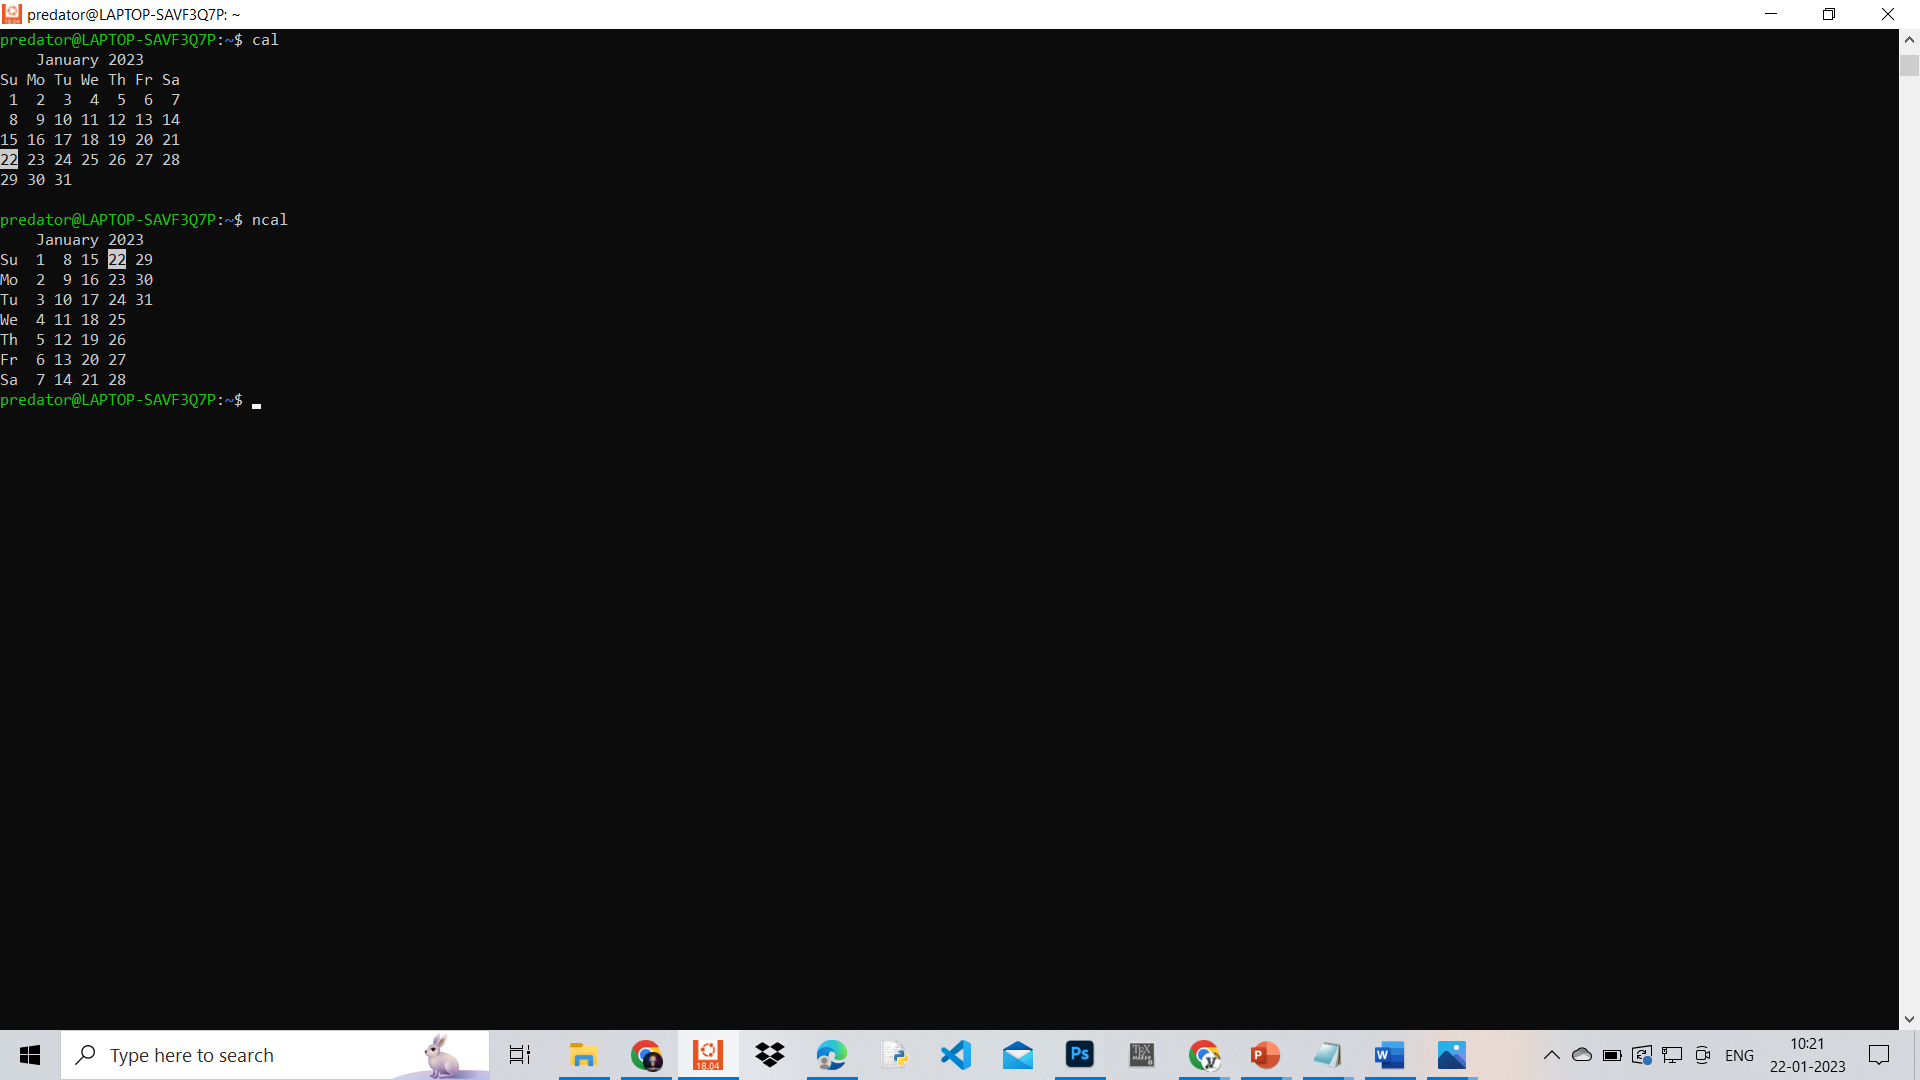 predator@LAPTOP-SAVF3Q7P: ~
predator@LAPTOP-SAVF3Q7P:~$ cal
    January 2023
Su Mo Tu We Th Fr Sa
 1  2  3  4  5  6  7
 8  9 10 11 12 13 14
15 16 17 18 19 20 21
22 23 24 25 26 27 28
29 30 31
predator@LAPTOP-SAVF3Q7P:~$ ncal
    January 2023
Su  1  8 15 22 29
Mo  2  9 16 23 30
Tu  3 10 17 24 31
We  4 11 18 25
Th  5 12 19 26
Fr  6 13 20 27
Sa  7 14 21 28
predator@LAPTOP-SAVF3Q7P:~$
Type here to search
18.04
Ps
TEX
MAKER
P
W
ENG
10:21
22-01-2023